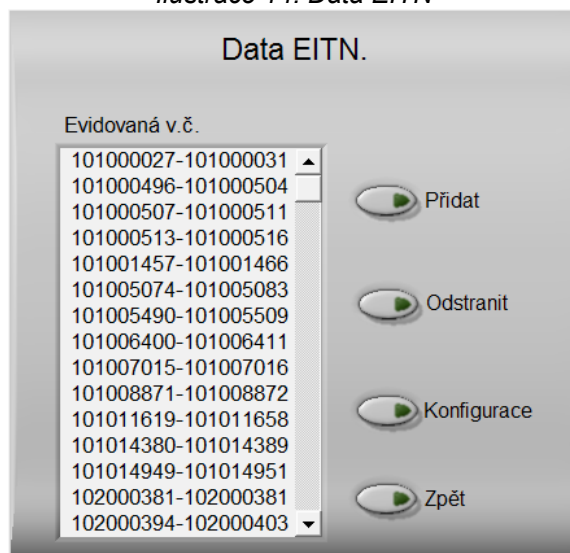 Data EITN.
Evidovaná v.č.
101000027-101000031
101000496-101000504
101000507-101000511
101000513-101000516
101001457-101001466
101005074-101005083
101005490-101005509
101006400-101006411
101007015-101007016
101008871-101008872
101011619-101011658
101014380-101014389
101014949-101014951
102000381-102000381
102000394-102000403
Přidat
Odstranit
Konfigurace
Zpět